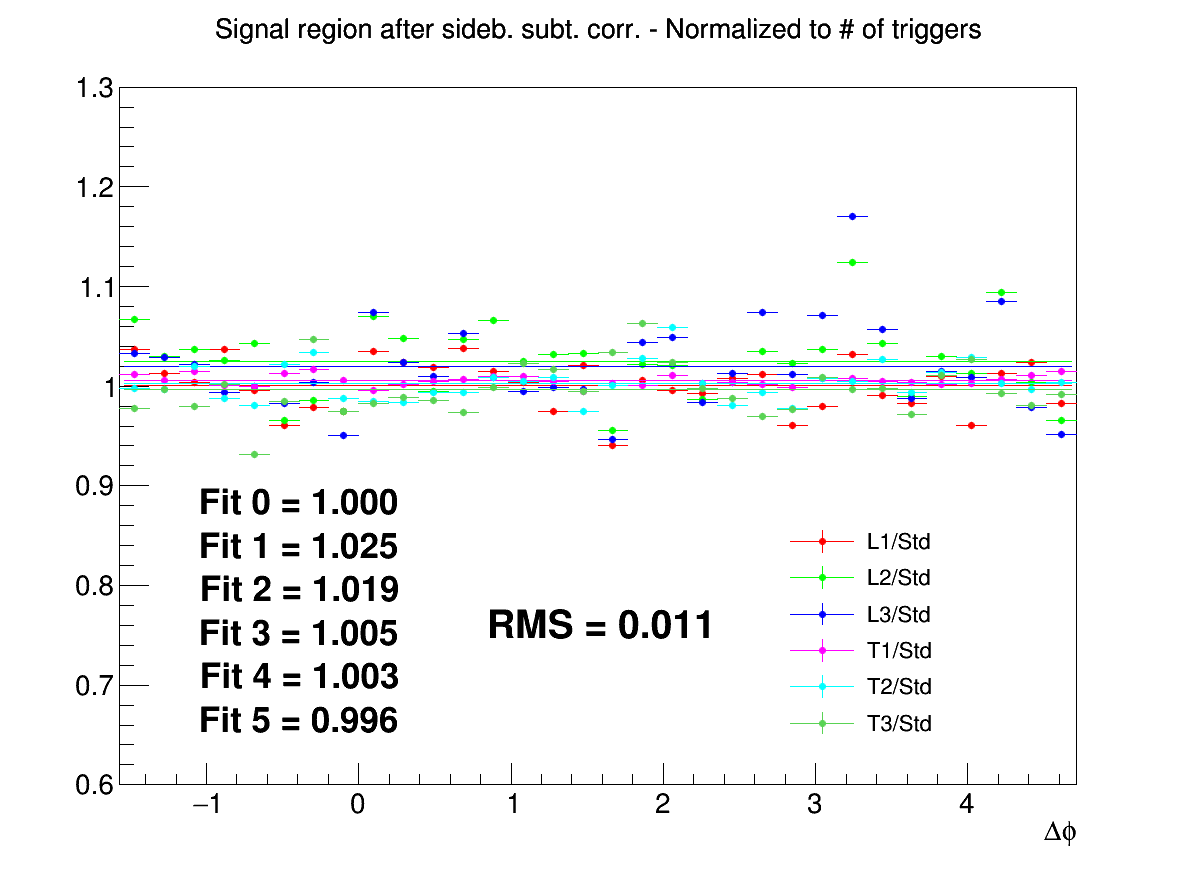 Signal region after sideb. subt. corr. - Normalized to # of triggers
1.3
1.2
1.1
1
0.9
0.8
0.7
0.6
Fit 0 = 1.000
Fit 1 = 1.025
Fit 2 = 1.019
Fit 3 = 1.005
Fit 4 = 1.003
Fit 5 = 0.996
RMS = 0.011
L1/Std
L2/Std
L3/Std
T1/Std
T2/Std
T3/Std
−1 0 1 2 3 4
Δϕ